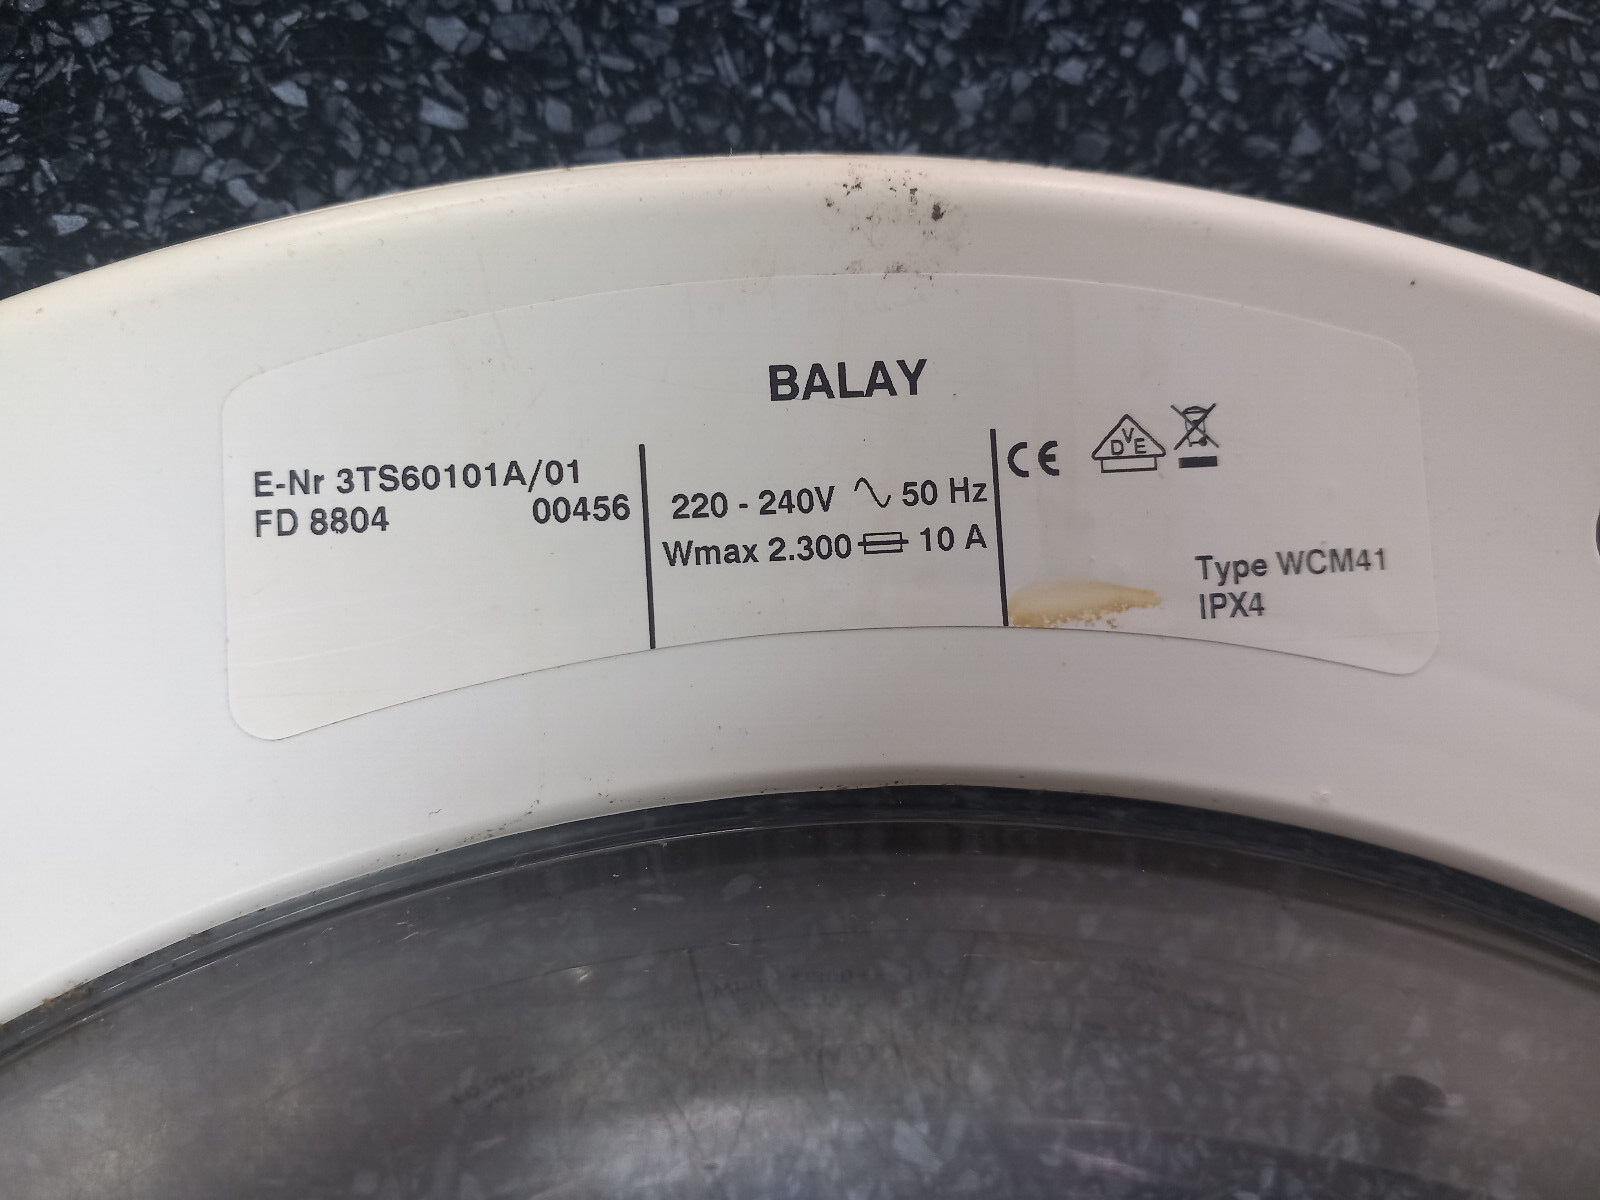 BALAY
E-Nr 3TS60101A/01
FD 8804 00456
220 - 240V 50 Hz
Wmax 2.300 10 A
CE
DVE
Type WCM41
IPX4